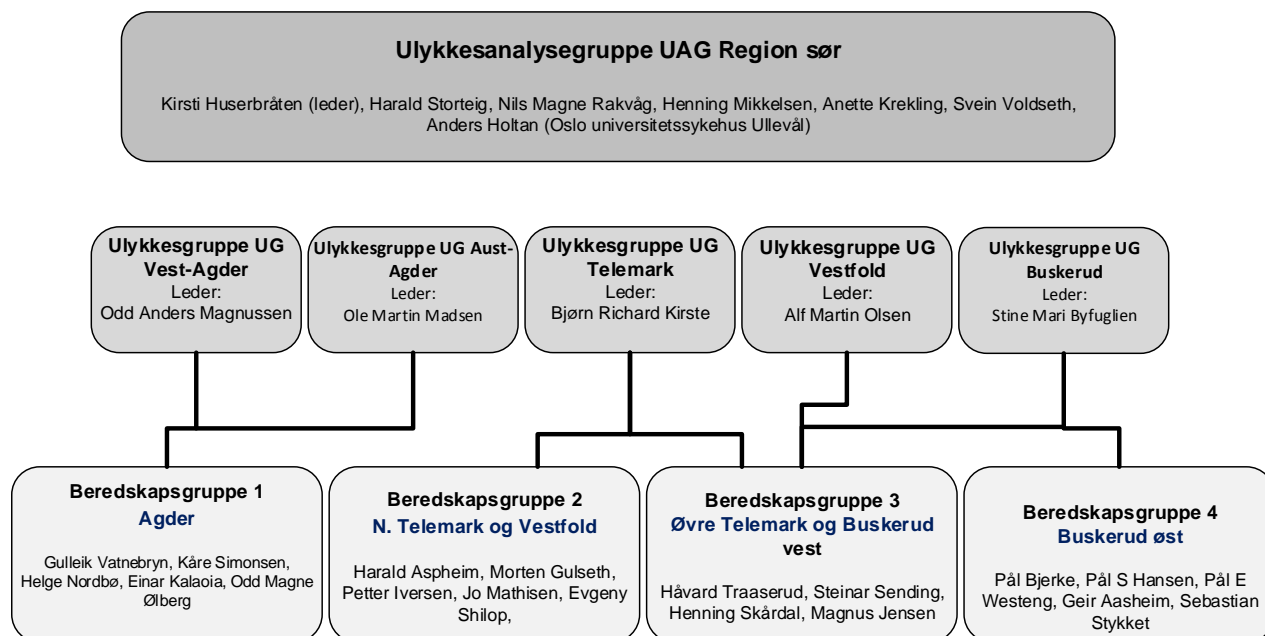 Ulykkesanalysegruppe UAG Region sør
Kirsti Huserbråten (leder), Harald Storteig, Nils Magne Rakvåg, Henning Mikkelsen, Anette Krekling, Svein Voldseth,
Anders Holtan (Oslo universitetssykehus Ullevål)
Ulykkesgruppe UG
Vest-Agder
Leder:
Odd Anders Magnussen
Ulykkesgruppe UG Aust-
Agder
Leder:
Ole Martin Madsen
Ulykkesgruppe UG
Telemark
Leder:
Bjørn Richard Kirste
Ulykkesgruppe UG
Vestfold
Leder:
Alf Martin Olsen
Ulykkesgruppe UG
Buskerud
Leder:
Stine Mari Byfuglien
Beredskapsgruppe 1
Agder
Gulleik Vatnebryn, Kåre Simonsen,
Helge Nordbø, Einar Kalaoia, Odd Magne
Ølberg
Beredskapsgruppe 2
N. Telemark og Vestfold
Harald Aspheim, Morten Gulseth,
Petter Iversen, Jo Mathisen, Evgeny
Shilop,
Beredskapsgruppe 3
Øvre Telemark og Buskerud
vest
Håvard Traaserud, Steinar Sending,
Henning Skårdal, Magnus Jensen
Beredskapsgruppe 4
Buskerud øst
Pål Bjerke, Pål S Hansen, Pål E
Westeng, Geir Aasheim, Sebastian
Stykket